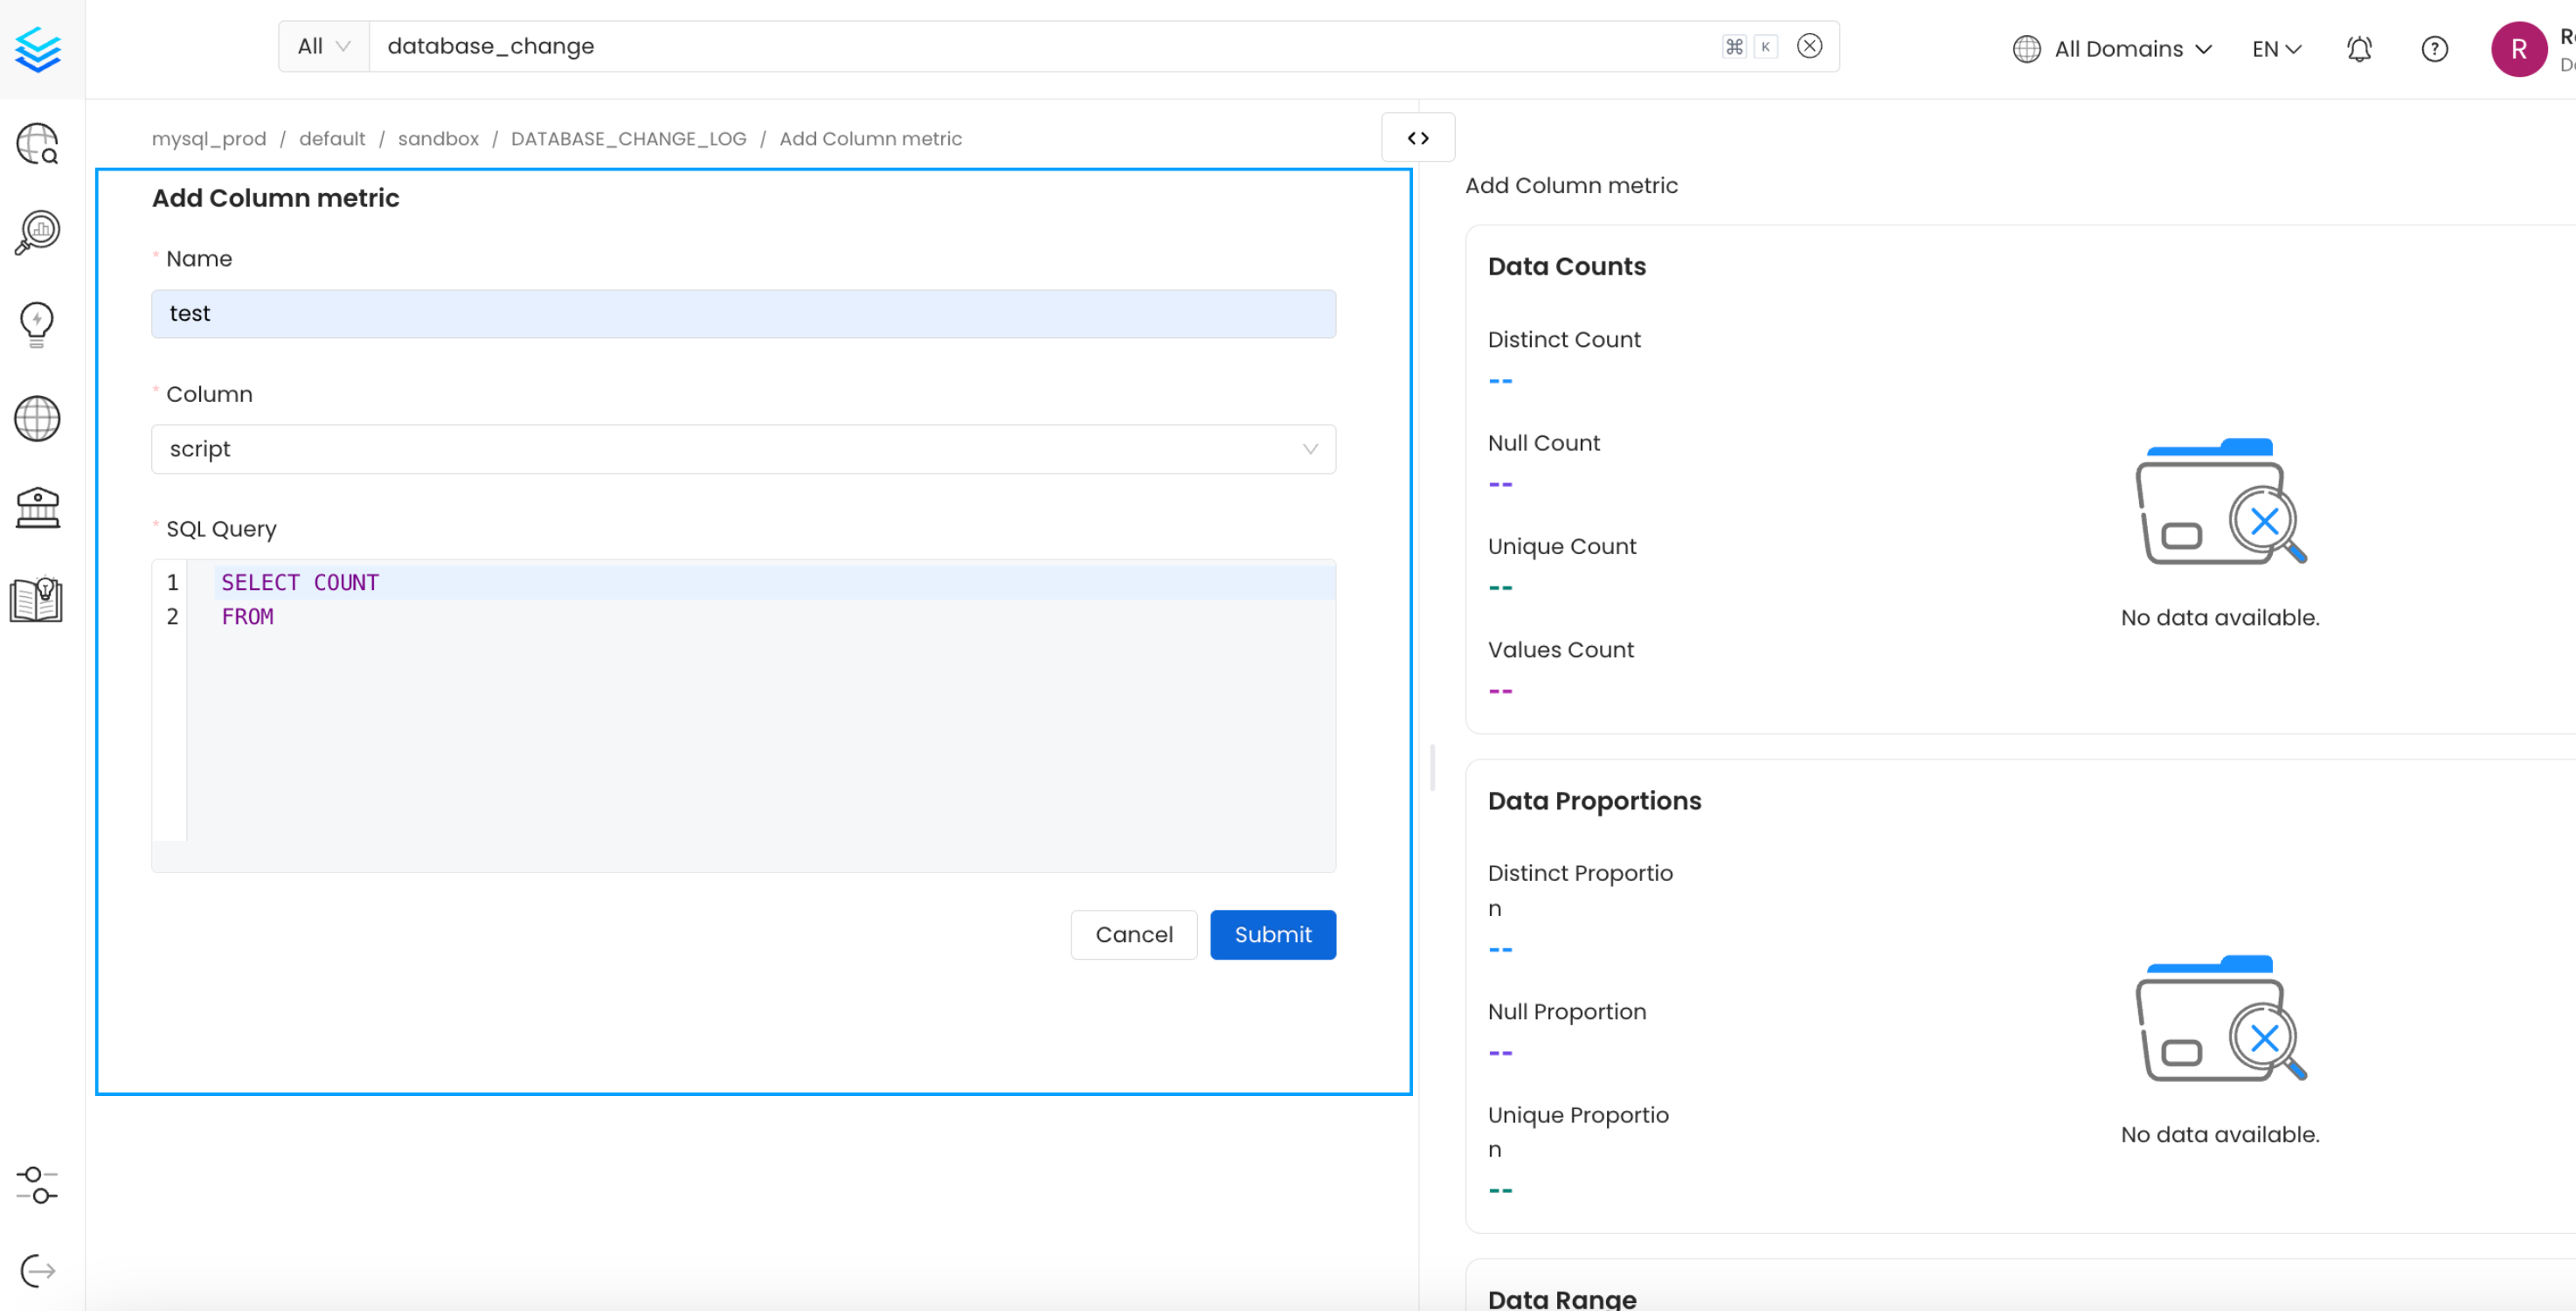 All
database_change
⌘ K
All Domains
EN
R
mysql_prod / default / sandbox / DATABASE_CHANGE_LOG / Add Column metric
Add Column metric
* Name
test
* Column
script
* SQL Query
1 SELECT COUNT
2 FROM
Cancel
Submit
Add Column metric
Data Counts
Distinct Count
--
Null Count
--
Unique Count
--
Values Count
--
No data available.
Data Proportions
Distinct Proportio
n
--
Null Proportion
--
Unique Proportio
n
--
No data available.
Data Range